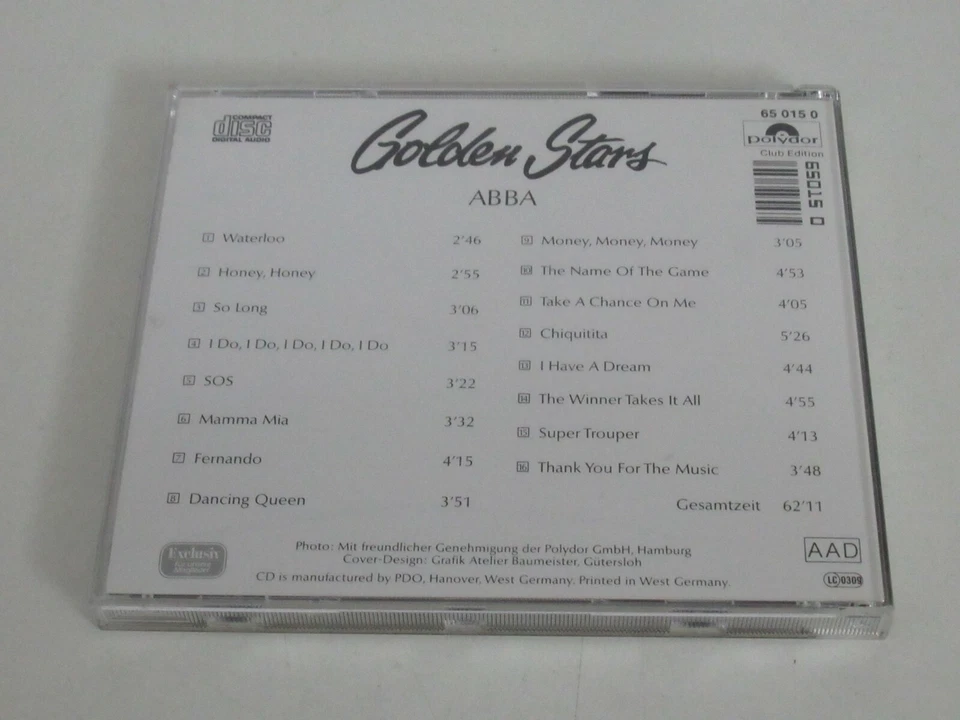 COMPACT
disc
DIGITAL AUDIO
Golden Stars
ABBA
65 015 0
polydor
Club Edition
65015 0
1 Waterloo 2'46
2 Honey, Honey 2'55
3 So Long 3'06
4 I Do, I Do, I Do, I Do, I Do 3'15
5 SOS 3'22
6 Mamma Mia 3'32
7 Fernando 4'15
8 Dancing Queen 3'51
9 Money, Money, Money 3'05
10 The Name Of The Game 4'53
11 Take A Chance On Me 4'05
12 Chiquitita 5'26
13 I Have A Dream 4'44
14 The Winner Takes It All 4'55
15 Super Trouper 4'13
16 Thank You For The Music 3'48
Gesamtzeit 62'11
Exclusiv
für unsere
Mitglieder
Photo: Mit freundlicher Genehmigung der Polydor GmbH, Hamburg
Cover-Design: Grafik Atelier Baumeister, Gütersloh
CD is manufactured by PDO, Hanover, West Germany. Printed in West Germany.
AAD
LC 0309